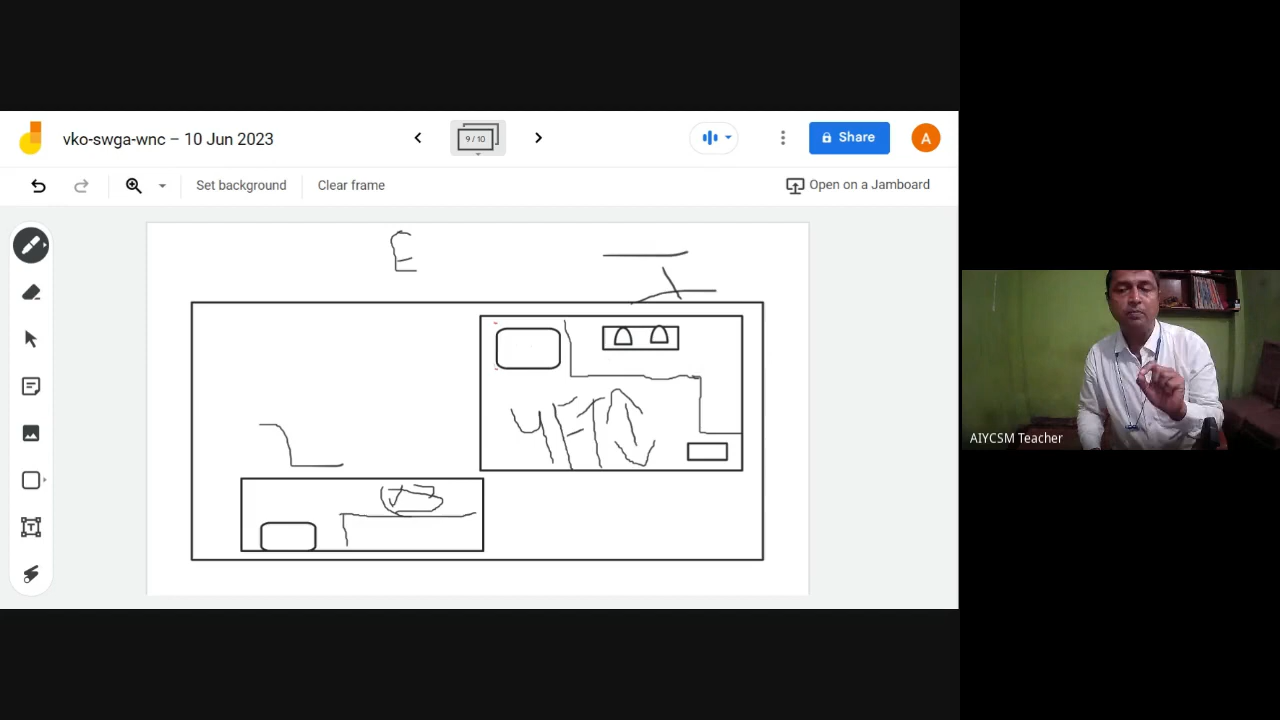 vko-swga-wnc – 10 Jun 2023
9 / 10
Share
A
Set background
Clear frame
Open on a Jamboard
E
AIYCSM Teacher